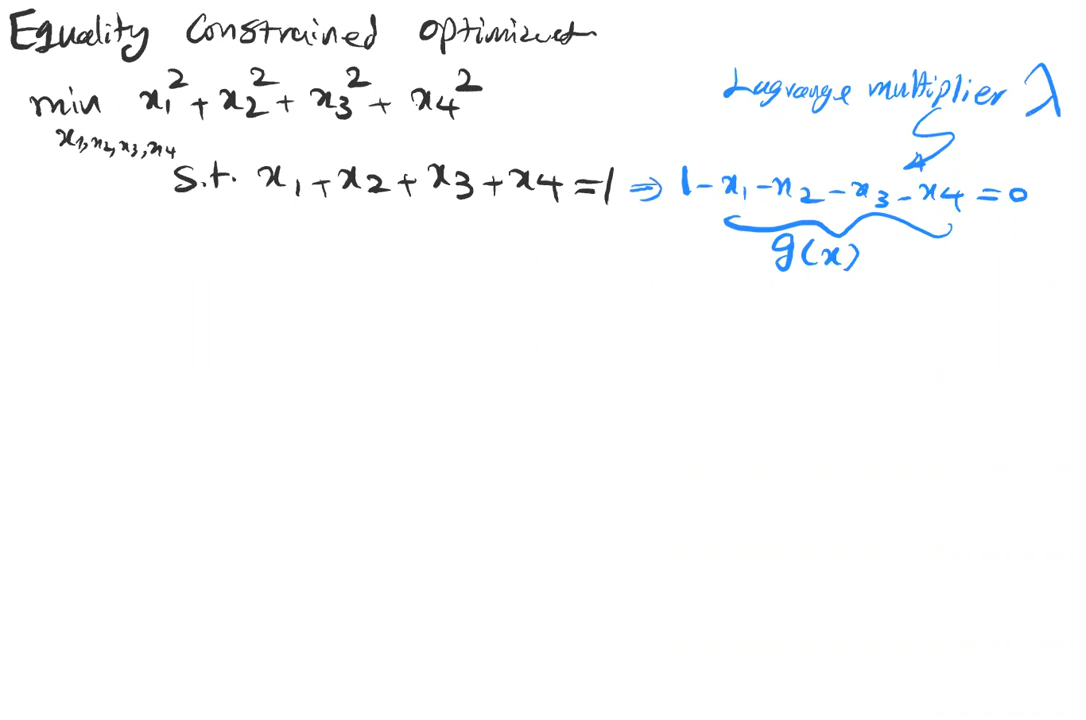 Equality Constrained
min x₁² + x₂² + x₃² + x₄²
x₁,x₂,x₃,x₄
s.t. x₁ + x₂ + x₃ + x₄ = 1 ⇒ 1 - x₁ - x₂ - x₃ - x₄ = 0
Lagrange multiplier λ
g(x)